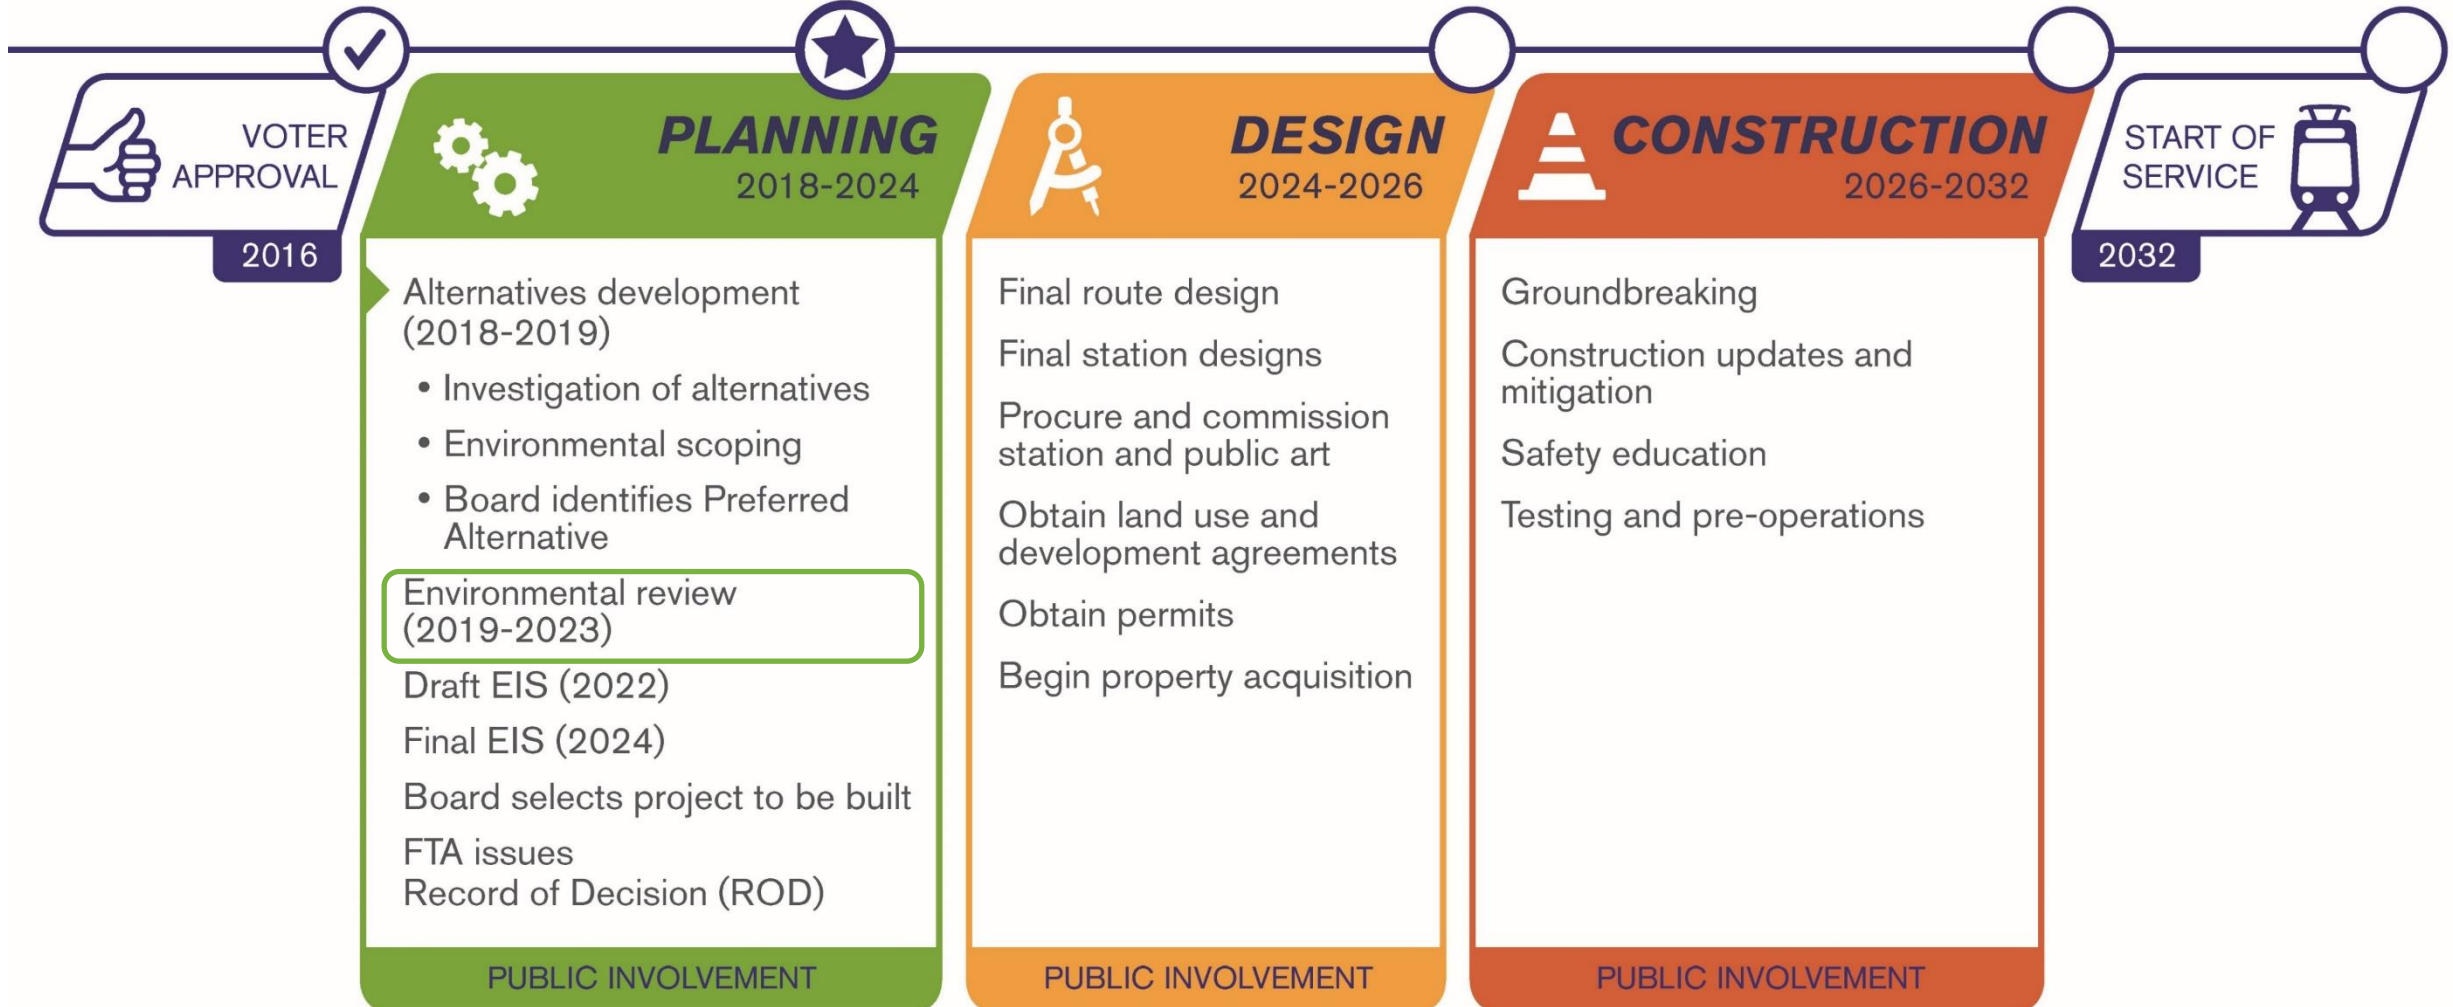 VOTER
APPROVAL
2016
PLANNING
2018-2024
Alternatives development
(2018-2019)
• Investigation of alternatives
• Environmental scoping
• Board identifies Preferred
Alternative
Environmental review
(2019-2023)
Draft EIS (2022)
Final EIS (2024)
Board selects project to be built
FTA issues
Record of Decision (ROD)
PUBLIC INVOLVEMENT
DESIGN
2024-2026
Final route design
Final station designs
Procure and commission
station and public art
Obtain land use and
development agreements
Obtain permits
Begin property acquisition
PUBLIC INVOLVEMENT
CONSTRUCTION
2026-2032
Groundbreaking
Construction updates and
mitigation
Safety education
Testing and pre-operations
PUBLIC INVOLVEMENT
START OF
SERVICE
2032